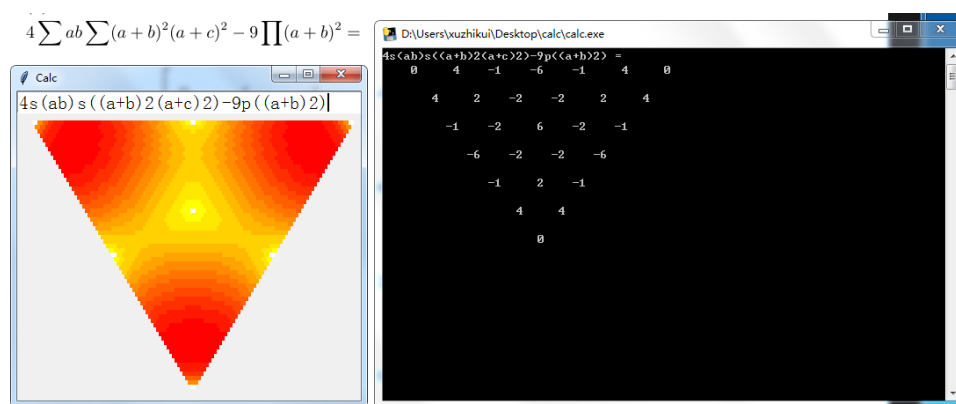 4∑ab∑(a+b)²(a+c)²−9∏(a+b)²=
D:\Users\xuzhikui\Desktop\calc\calc.exe
Calc
4s(ab)s((a+b)2(a+c)2)-9p((a+b)2)
4s(ab)s((a+b)2(a+c)2)-9p((a+b)2) =
0 4 -1 -6 -1 4 0
4 2 -2 -2 2 4
-1 -2 6 -2 -1
-6 -2 -2 -6
-1 2 -1
4 4
0